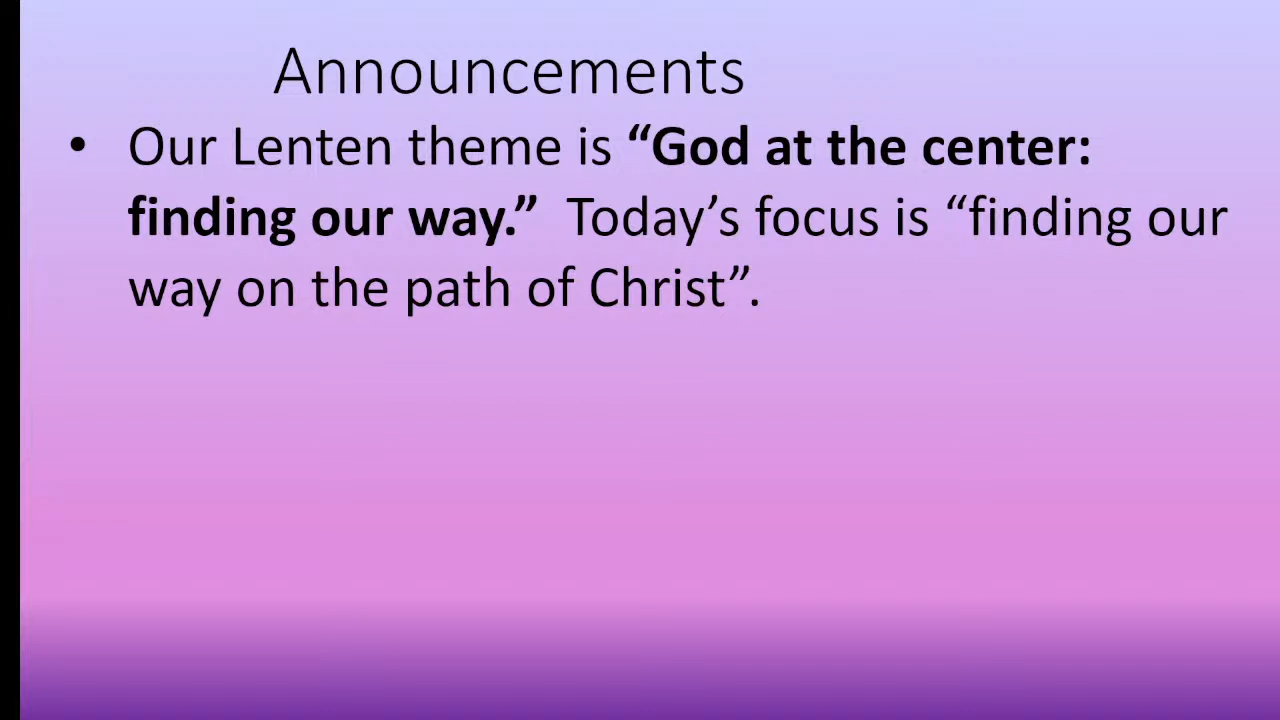 Announcements
• Our Lenten theme is “God at the center:
finding our way.” Today’s focus is “finding our
way on the path of Christ”.